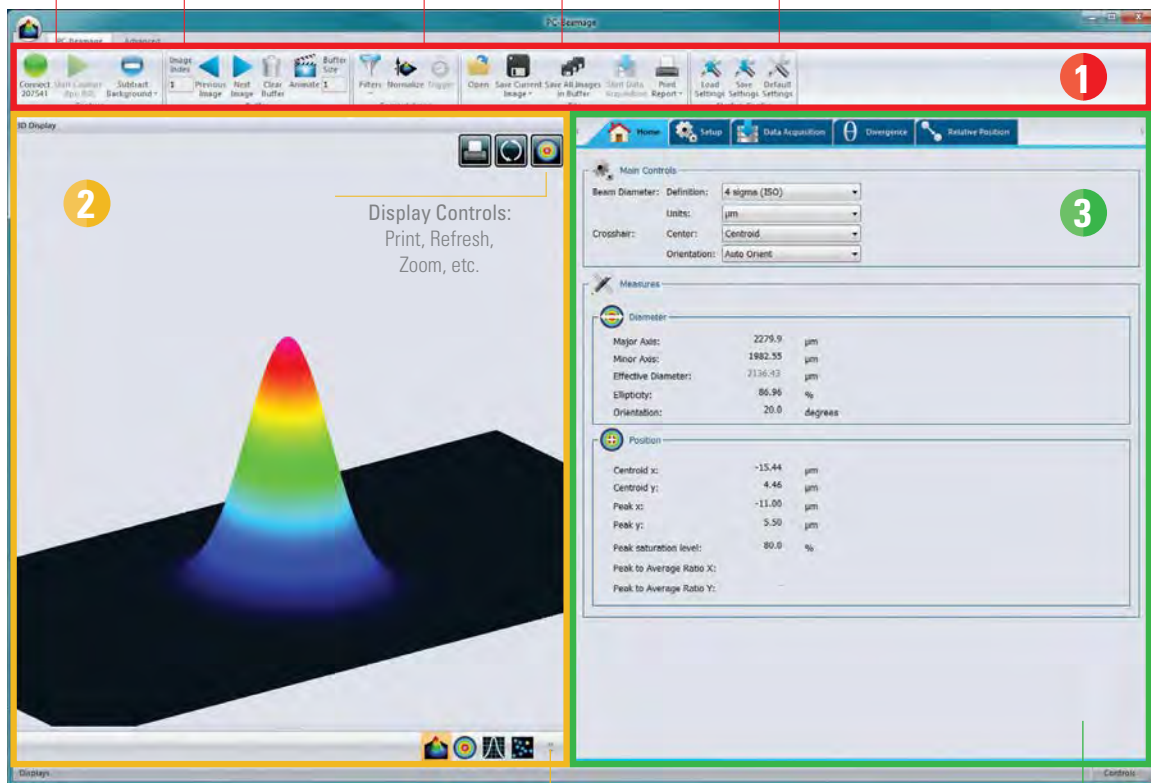 PC-Beamage
PC-Beamage Advanced
Connect 207541
Subtract Background
Image Index
1
Previous Image
Next Image
Clear Buffer
Animate
Buffer Size
1
Filters
Normalize
Trigger
Open
Save Current Image
Save All Images in Buffer
Start Data Acquisition
Print Report
Load Settings
Save Settings
Default Settings
1
3D Display
2
Display Controls:
Print, Refresh,
Zoom, etc.
Home Setup Data Acquisition Divergence Relative Position
3
Main Controls
Beam Diameter: Definition: 4 sigma (ISO)
Units: µm
Crosshair: Center: Centroid
Orientation: Auto Orient
Measures
Diameter
Major Axis: 2279.9 µm
Minor Axis: 1982.55 µm
Effective Diameter: 2136.43 µm
Ellipticity: 86.96 %
Orientation: 20.0 degrees
Position
Centroid x: -15.44 µm
Centroid y: 4.46 µm
Peak x: -11.00 µm
Peak y: 5.50 µm
Peak saturation level: 80.0 %
Peak to Average Ratio X:
Peak to Average Ratio Y:
Displays
Controls